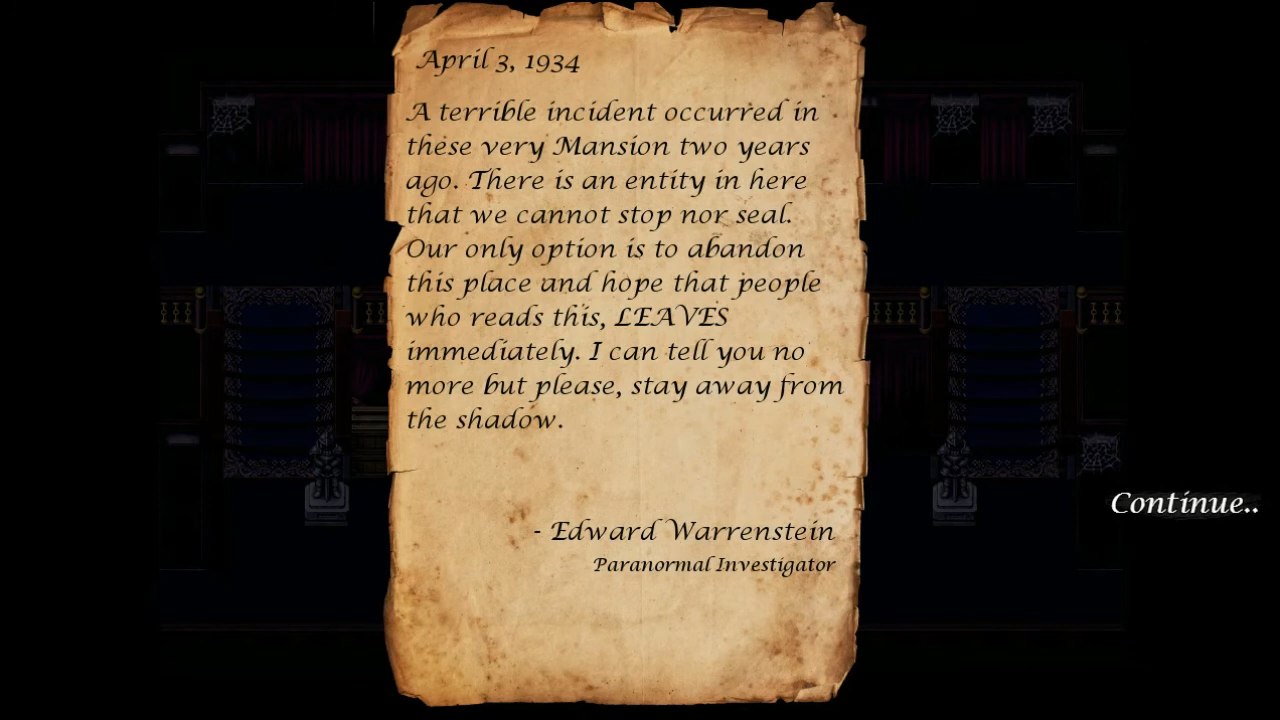 April 3, 1934
A terrible incident occurred in
these very Mansion two years
ago. There is an entity in here
that we cannot stop nor seal.
Our only option is to abandon
this place and hope that people
who reads this, LEAVES
immediately. I can tell you no
more but please, stay away from
the shadow.
- Edward Warrenstein
Paranormal Investigator
Continue..